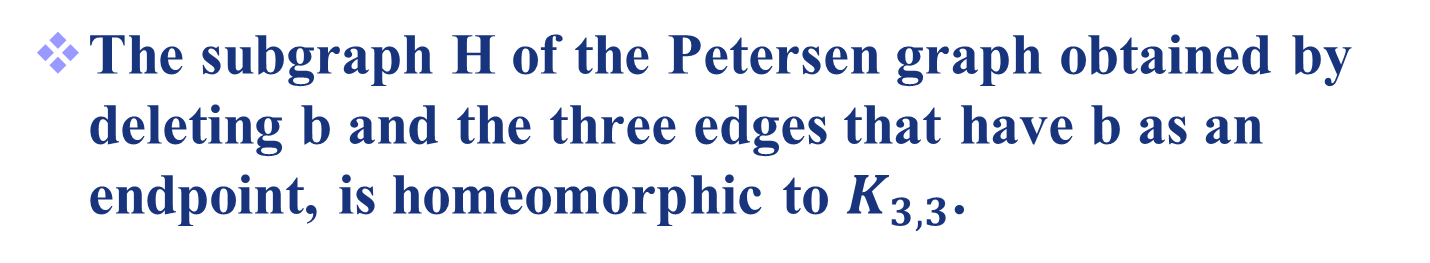 ❖ The subgraph H of the Petersen graph obtained by
deleting b and the three edges that have b as an
endpoint, is homeomorphic to K₃,₃.